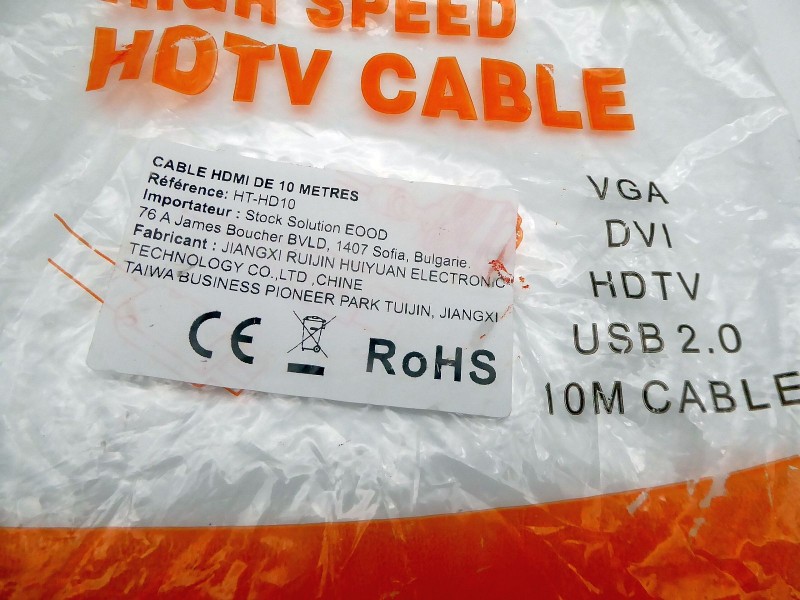 HIGH SPEED
HDTV CABLE
CABLE HDMI DE 10 METRES
Référence: HT-HD10
Importateur : Stock Solution EOOD
76 A James Boucher BVLD, 1407 Sofia, Bulgarie.
Fabricant : JIANGXI RUIJIN HUIYUAN ELECTRONIC
TECHNOLOGY CO.,LTD ,CHINE
TAIWA BUSINESS PIONEER PARK TUIJIN, JIANGXI
CE
RoHS
VGA
DVI
HDTV
USB 2.0
10M CABLE